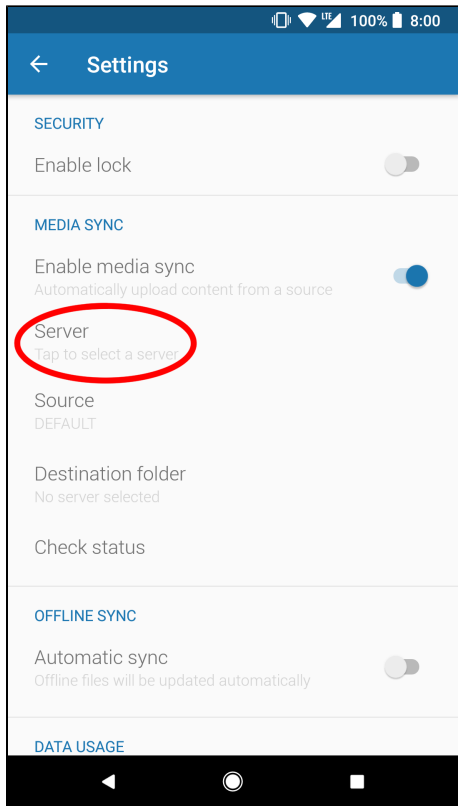 LTE 100% 8:00
Settings
SECURITY
Enable lock
MEDIA SYNC
Enable media sync
Automatically upload content from a source
Server
Tap to select a server
Source
DEFAULT
Destination folder
No server selected
Check status
OFFLINE SYNC
Automatic sync
Offline files will be updated automatically
DATA USAGE